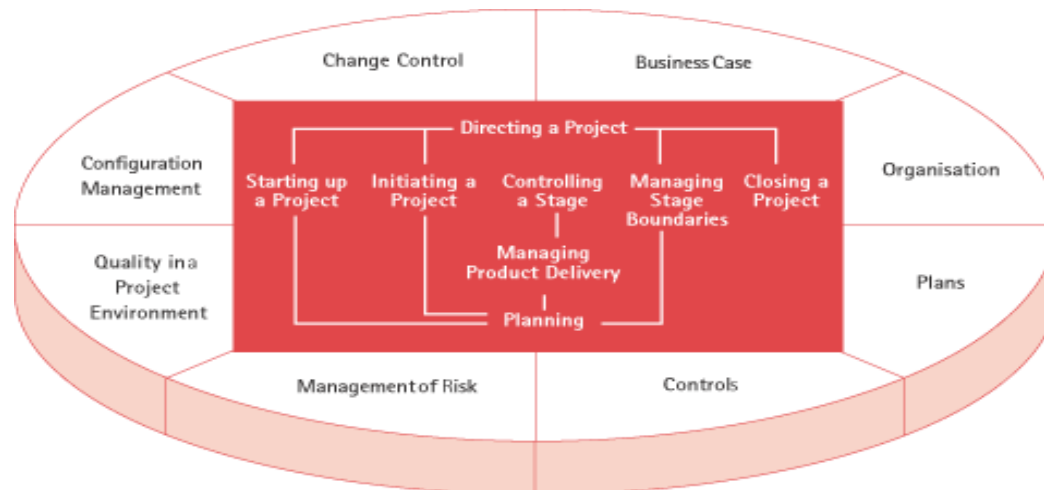 Change Control
Business Case
Configuration
Management
Organisation
Directing a Project
Starting up
a Project
Initiating a
Project
Controlling
a Stage
Managing
Stage
Boundaries
Closing a
Project
Managing
Product Delivery
Planning
Quality in a
Project
Environment
Plans
Management of Risk
Controls